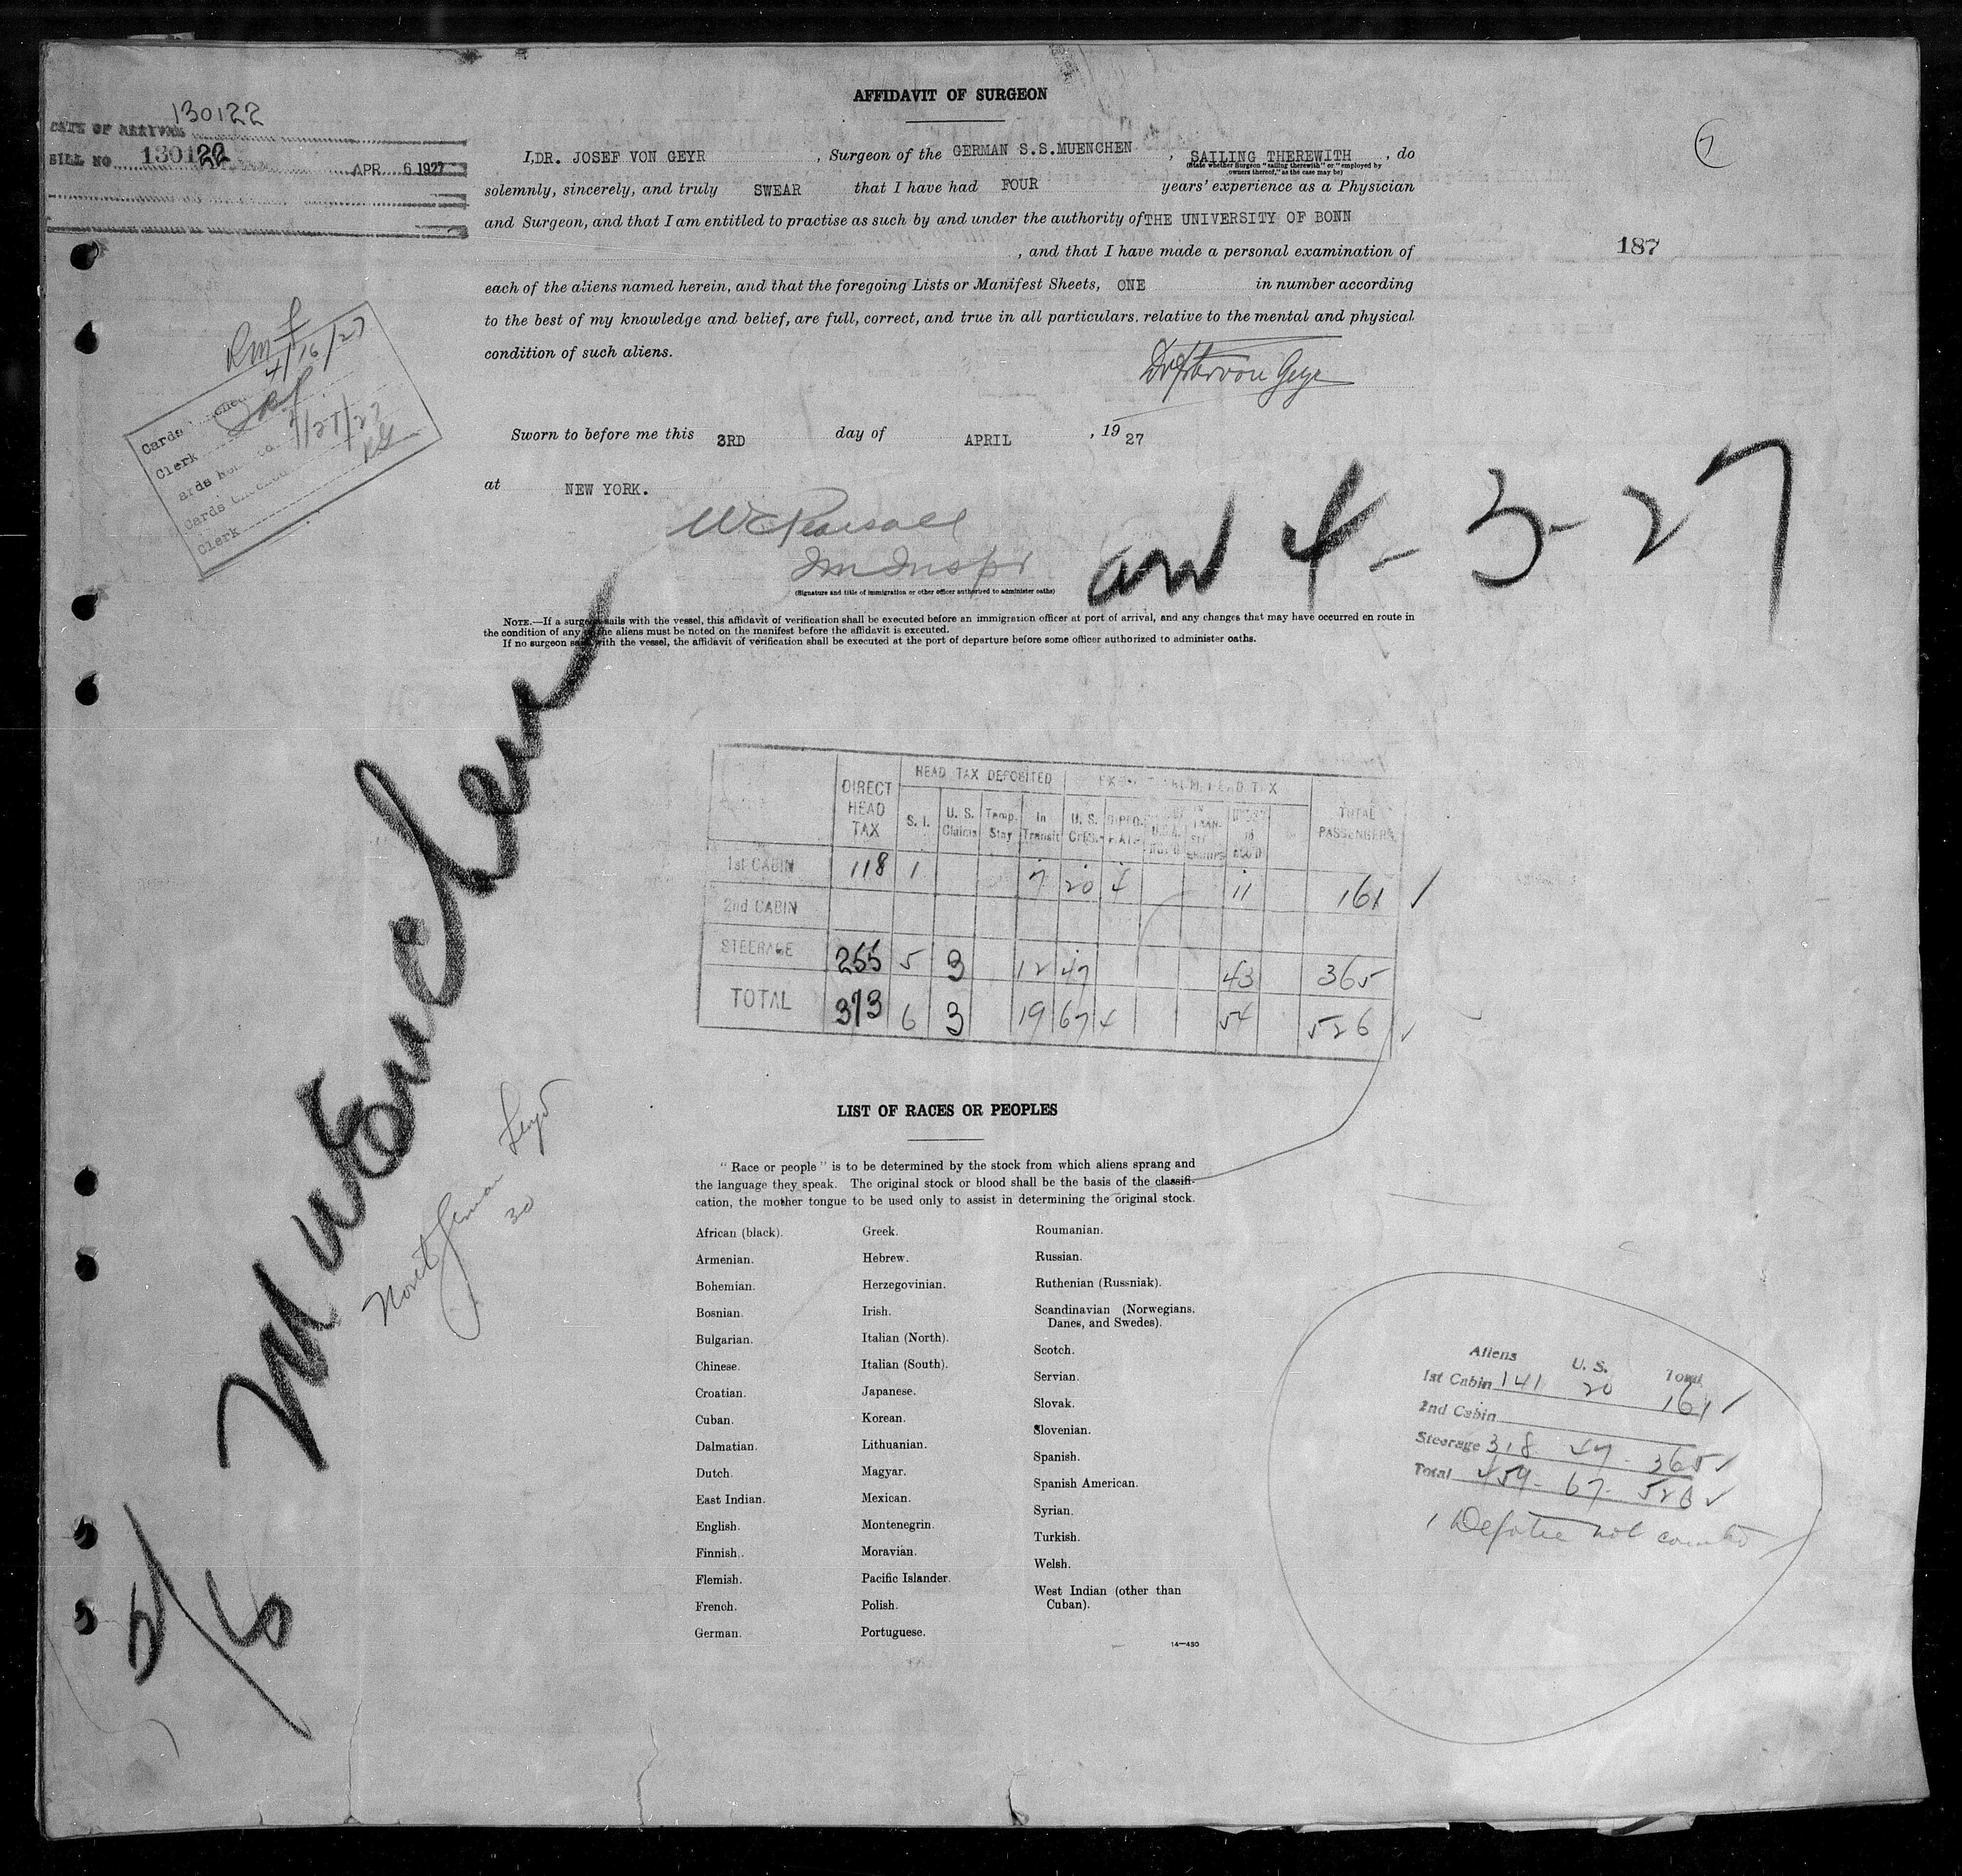 AFFIDAVIT OF SURGEON
130122
DATE OF ARRIVAL
BILL NO 130122
APR 6 1927
I, DR. JOSEF VON GEYR , Surgeon of the GERMAN S.S.MUENCHEN , SAILING THEREWITH , do
(State whether Surgeon "sailing therewith" or "employed by
owners thereof," as the case may be)
solemnly, sincerely, and truly SWEAR that I have had FOUR years' experience as a Physician
and Surgeon, and that I am entitled to practise as such by and under the authority of THE UNIVERSITY OF BONN
, and that I have made a personal examination of
187
each of the aliens named herein, and that the foregoing Lists or Manifest Sheets, ONE in number according
to the best of my knowledge and belief, are full, correct, and true in all particulars, relative to the mental and physical
condition of such aliens.
4/16/27
Cards
Clerk
Cards
Clerk
von Geyr
Sworn to before me this 3RD day of APRIL , 19 27
at NEW YORK.
W C Pearsall
Im Inspr
(Signature and title of immigration or other officer authorized to administer oaths)
arr 4-3-27
NOTE.—If a surgeon sails with the vessel, this affidavit of verification shall be executed before an immigration officer at port of arrival, and any changes that may have occurred en route in
the condition of any of the aliens must be noted on the manifest before the affidavit is executed.
If no surgeon sails with the vessel, the affidavit of verification shall be executed at the port of departure before some officer authorized to administer oaths.
Muenchen
North German Lloyd
30
HEAD TAX DEPOSITED
DIRECT HEAD TAX S. I. U. S. Claims Temp. Stay In Transit U. S. TOTAL PASSENGERS
1st CABIN 118 1 7 20 4 11 161
2nd CABIN
STEERAGE 255 5 3 12 47 43 365
TOTAL 373 6 3 19 67 4 54 526
LIST OF RACES OR PEOPLES
"Race or people" is to be determined by the stock from which aliens sprang and
the language they speak. The original stock or blood shall be the basis of the classifi-
cation, the mother tongue to be used only to assist in determining the original stock.
African (black).
Armenian.
Bohemian.
Bosnian.
Bulgarian.
Chinese.
Croatian.
Cuban.
Dalmatian.
Dutch.
East Indian.
English.
Finnish.
Flemish.
French.
German.
Greek.
Hebrew.
Herzegovinian.
Irish.
Italian (North).
Italian (South).
Japanese.
Korean.
Lithuanian.
Magyar.
Mexican.
Montenegrin.
Moravian.
Pacific Islander.
Polish.
Portuguese.
Roumanian.
Russian.
Ruthenian (Russniak).
Scandinavian (Norwegians,
Danes, and Swedes).
Scotch.
Servian.
Slovak.
Slovenian.
Spanish.
Spanish American.
Syrian.
Turkish.
Welsh.
West Indian (other than
Cuban).
14—430
Aliens U. S. Total
1st Cabin 141 20 161
2nd Cabin
Steerage 318 47 365
Total 459 67 526